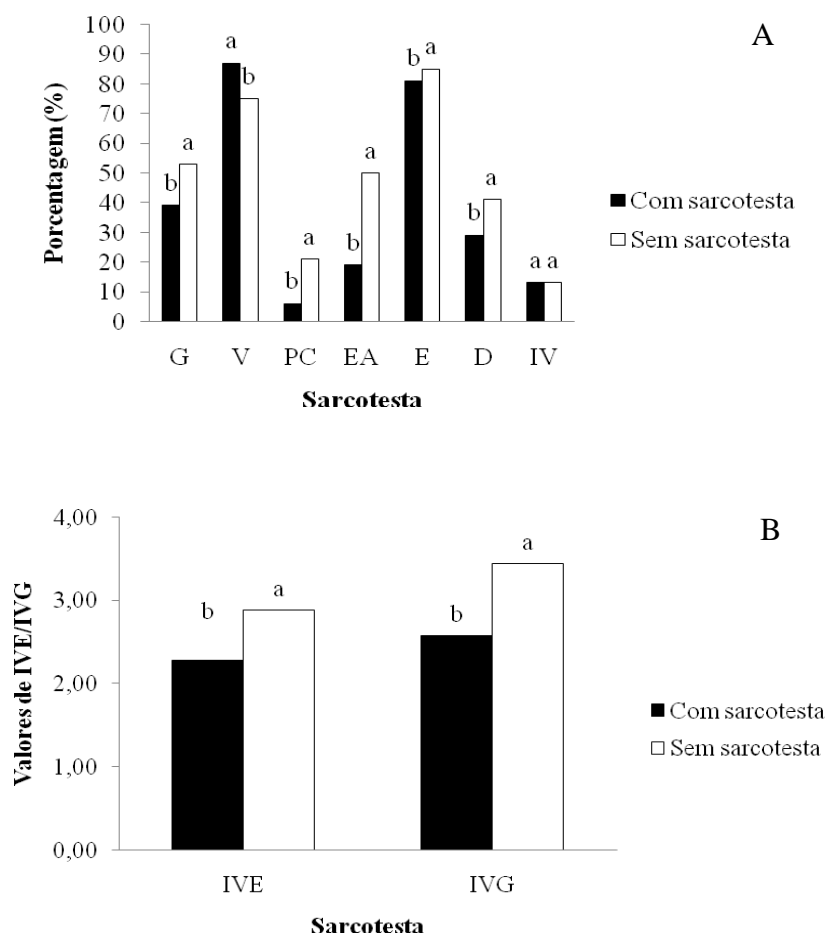 A
Porcentagem (%)
100
90
80
70
60
50
40
30
20
10
0
b a
a b
b a
b a
b a
b a
a a
G V PC EA E D IV
Sarcotesta
Com sarcotesta
Sem sarcotesta
B
Valores de IVE/IVG
4,00
3,00
2,00
1,00
0,00
b a
b a
IVE IVG
Sarcotesta
Com sarcotesta
Sem sarcotesta